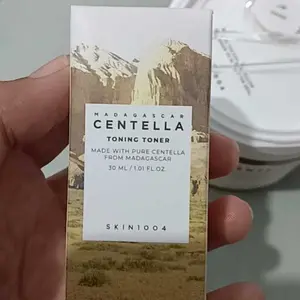 MADAGASCAR
CENTELLA
TONING TONER
MADE WITH PURE CENTELLA
FROM MADAGASCAR
30 ML / 1.01 FL.OZ.
SKIN1004